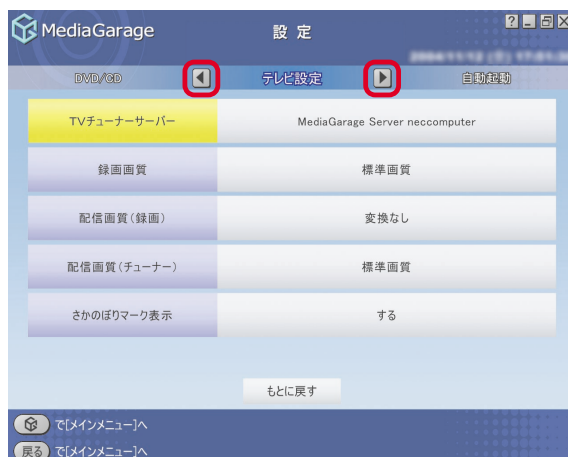 MediaGarage 設定
DVD/CD テレビ設定 自動起動
TVチューナーサーバー MediaGarage Server neccomputer
録画画質 標準画質
配信画質(録画) 変換なし
配信画質(チューナー) 標準画質
さかのぼりマーク表示 する
もとに戻す
で[メインメニュー]へ
戻る で[メインメニュー]へ